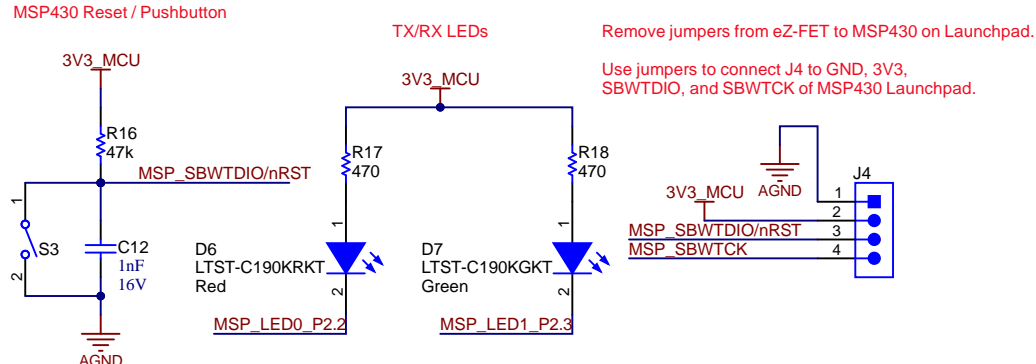 MSP430 Reset / Pushbutton
3V3_MCU
R16
47k
MSP_SBWTDIO/nRST
1
S3
2
C12
1nF
16V
AGND
TX/RX LEDs
3V3_MCU
R17
470
1
D6
LTST-C190KRKT
Red
2
MSP_LED0_P2.2
R18
470
1
D7
LTST-C190KGKT
Green
2
MSP_LED1_P2.3
Remove jumpers from eZ-FET to MSP430 on Launchpad.
Use jumpers to connect J4 to GND, 3V3,
SBWTDIO, and SBWTCK of MSP430 Launchpad.
AGND
J4
3V3_MCU
1
2
MSP_SBWTDIO/nRST
3
MSP_SBWTCK
4